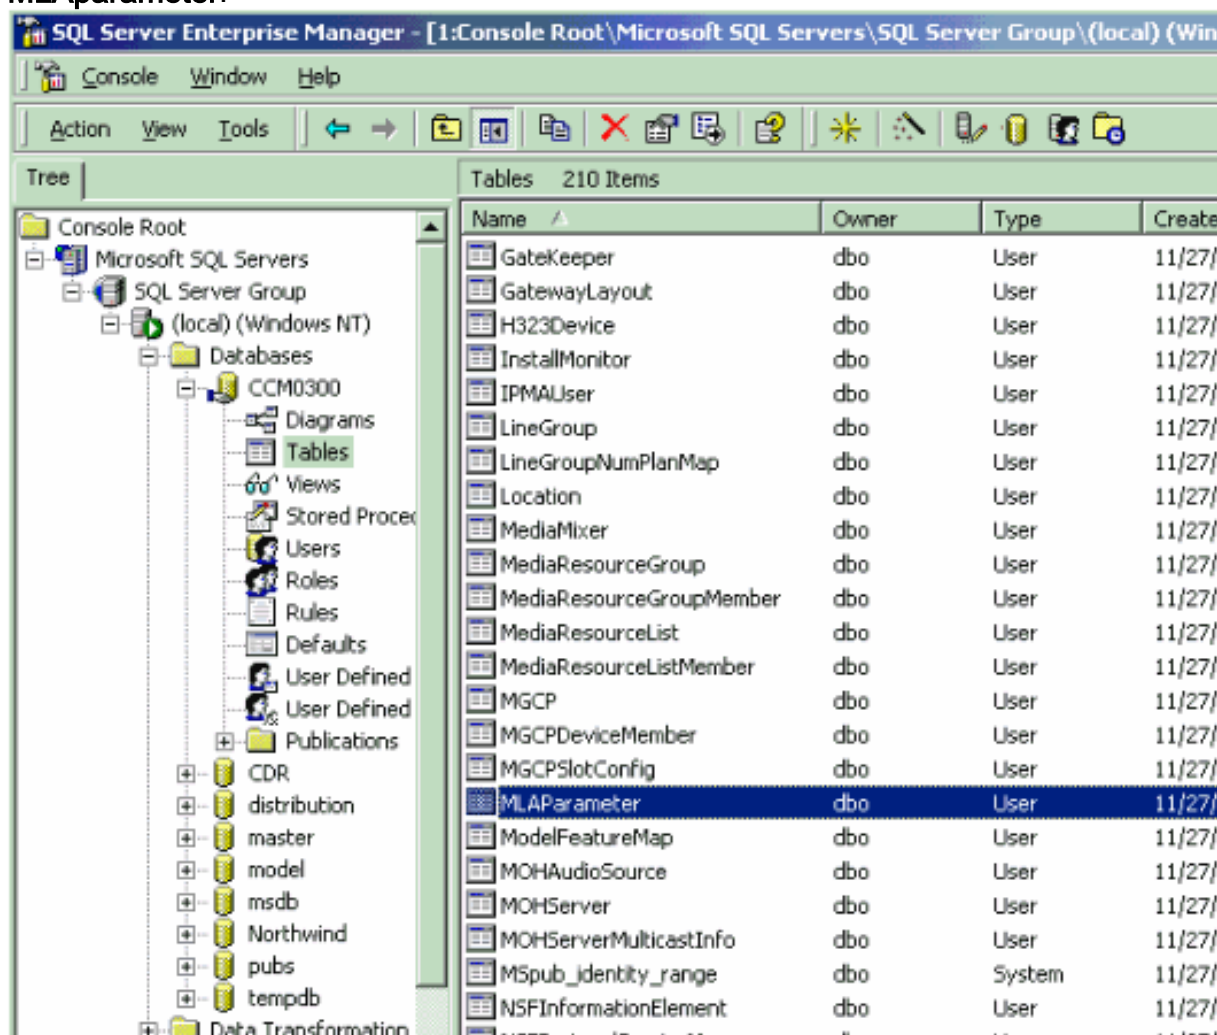 MLAparameter.
SQL Server Enterprise Manager - [1:Console Root\Microsoft SQL Servers\SQL Server Group\(local) (Win
Console Window Help
Action View Tools
Tree
Tables 210 Items
Console Root
Microsoft SQL Servers
SQL Server Group
(local) (Windows NT)
Databases
CCM0300
Diagrams
Tables
Views
Stored Proced
Users
Roles
Rules
Defaults
User Defined
User Defined
Publications
CDR
distribution
master
model
msdb
Northwind
pubs
tempdb
Data Transformation
Name Owner Type Create
GateKeeper dbo User 11/27/
GatewayLayout dbo User 11/27/
H323Device dbo User 11/27/
InstallMonitor dbo User 11/27/
IPMAUser dbo User 11/27/
LineGroup dbo User 11/27/
LineGroupNumPlanMap dbo User 11/27/
Location dbo User 11/27/
MediaMixer dbo User 11/27/
MediaResourceGroup dbo User 11/27/
MediaResourceGroupMember dbo User 11/27/
MediaResourceList dbo User 11/27/
MediaResourceListMember dbo User 11/27/
MGCP dbo User 11/27/
MGCPDeviceMember dbo User 11/27/
MGCPSlotConfig dbo User 11/27/
MLAParameter dbo User 11/27/
ModelFeatureMap dbo User 11/27/
MOHAudioSource dbo User 11/27/
MOHServer dbo User 11/27/
MOHServerMulticastInfo dbo User 11/27/
MSpub_identity_range dbo System 11/27/
NSFInformationElement dbo User 11/27/